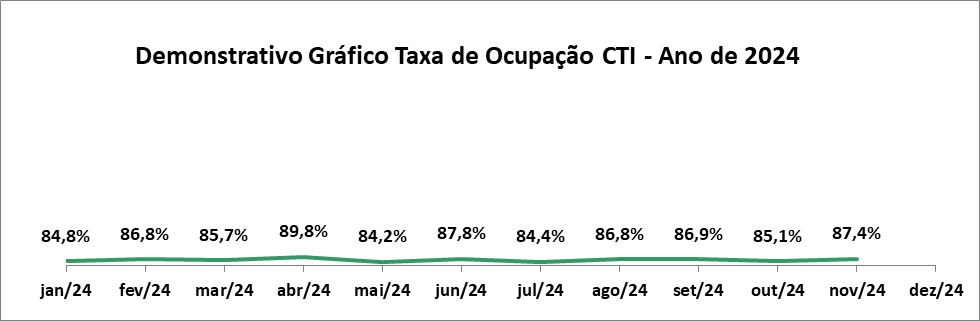 Demonstrativo Gráfico Taxa de Ocupação CTI - Ano de 2024
84,8% 86,8% 85,7% 89,8% 84,2% 87,8% 84,4% 86,8% 86,9% 85,1% 87,4%
jan/24 fev/24 mar/24 abr/24 mai/24 jun/24 jul/24 ago/24 set/24 out/24 nov/24 dez/24